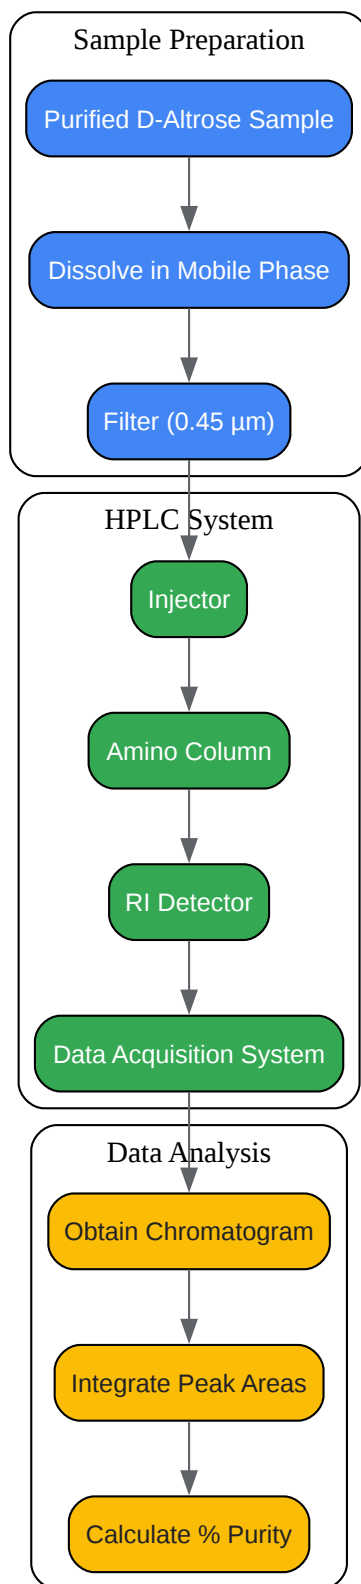 Sample Preparation
Purified D-Altrose Sample
Dissolve in Mobile Phase
Filter (0.45 µm)
HPLC System
Injector
Amino Column
RI Detector
Data Acquisition System
Data Analysis
Obtain Chromatogram
Integrate Peak Areas
Calculate % Purity